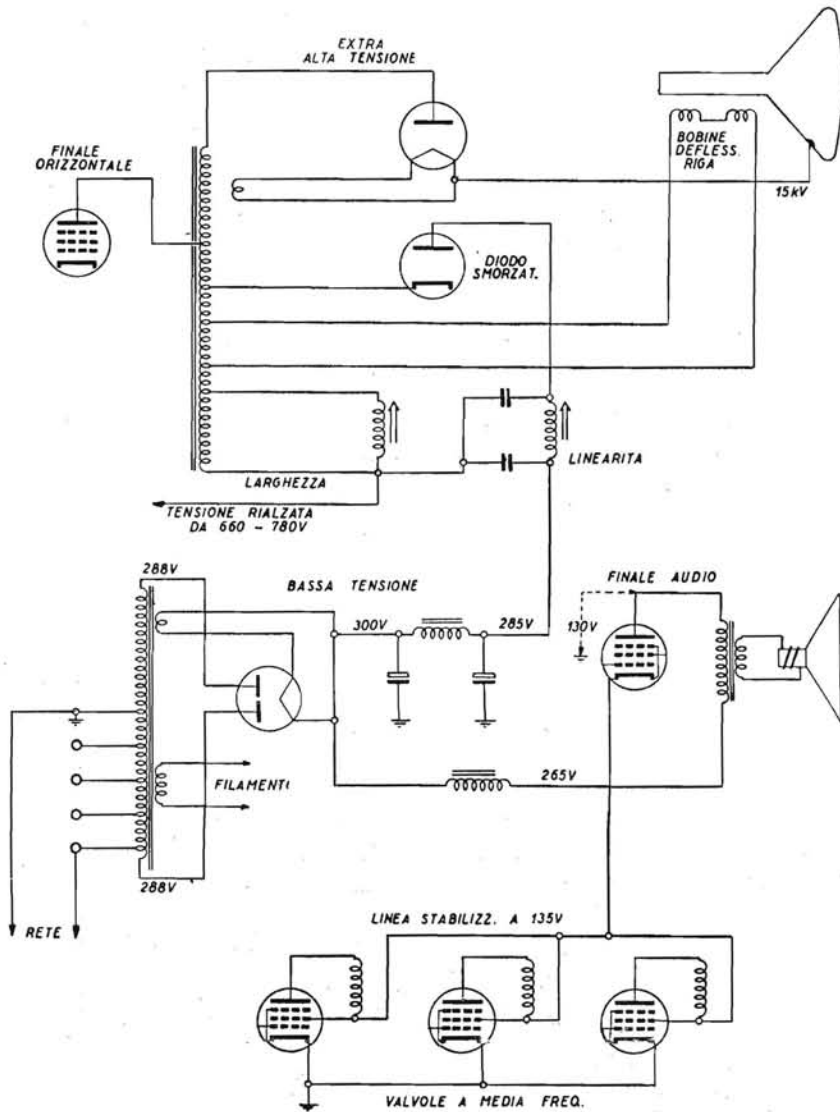 EXTRA
ALTA TENSIONE
FINALE
ORIZZONTALE
BOBINE
DEFLESS.
RIGA
15kV
DIODO
SMORZAT.
LINEARITA
LARGHEZZA
TENSIONE RIALZATA
DA 660 – 780V
288V
BASSA TENSIONE
FINALE AUDIO
300V
285V
130V
FILAMENTI
265V
288V
RETE
LINEA STABILIZZ. A 135V
VALVOLE A MEDIA FREQ.